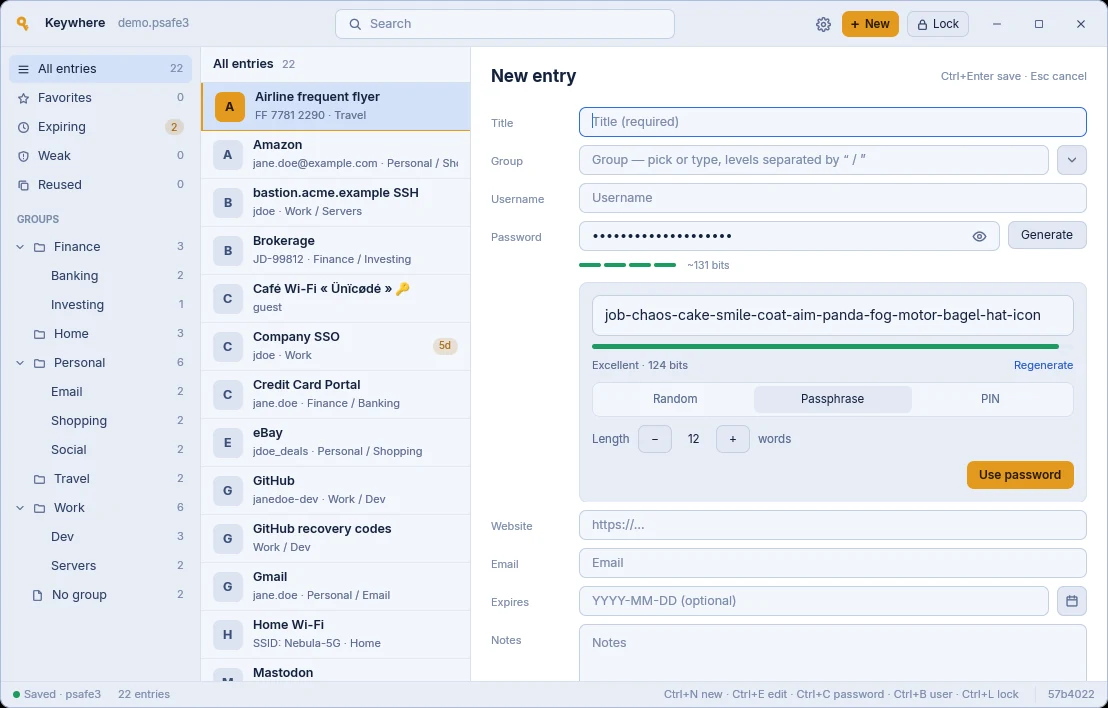 Keywhere demo.psafe3
Search
+ New
Lock
All entries 22
Favorites 0
Expiring 2
Weak 0
Reused 0
GROUPS
Finance 3
Banking 2
Investing 1
Home 3
Personal 6
Email 2
Shopping 2
Social 2
Travel 2
Work 6
Dev 3
Servers 2
No group 2
All entries 22
A
Airline frequent flyer
FF 7781 2290 · Travel
A
Amazon
jane.doe@example.com · Personal / Sho
B
bastion.acme.example SSH
jdoe · Work / Servers
B
Brokerage
JD-99812 · Finance / Investing
C
Café Wi-Fi « Ünïcødé » 🔑
guest
C
Company SSO
jdoe · Work
5d
C
Credit Card Portal
jane.doe · Finance / Banking
E
eBay
jdoe_deals · Personal / Shopping
G
GitHub
janedoe-dev · Work / Dev
G
GitHub recovery codes
Work / Dev
G
Gmail
jane.doe · Personal / Email
H
Home Wi-Fi
SSID: Nebula-5G · Home
M
Mastodon
New entry
Ctrl+Enter save · Esc cancel
Title
Title (required)
Group
Group — pick or type, levels separated by “ / ”
Username
Username
Password
•••••••••••••••••••
Generate
~131 bits
job-chaos-cake-smile-coat-aim-panda-fog-motor-bagel-hat-icon
Excellent · 124 bits
Regenerate
Random
Passphrase
PIN
Length − 12 + words
Use password
Website
https://...
Email
Email
Expires
YYYY-MM-DD (optional)
Notes
Notes
Saved · psafe3 22 entries
Ctrl+N new · Ctrl+E edit · Ctrl+C password · Ctrl+B user · Ctrl+L lock
57b4022